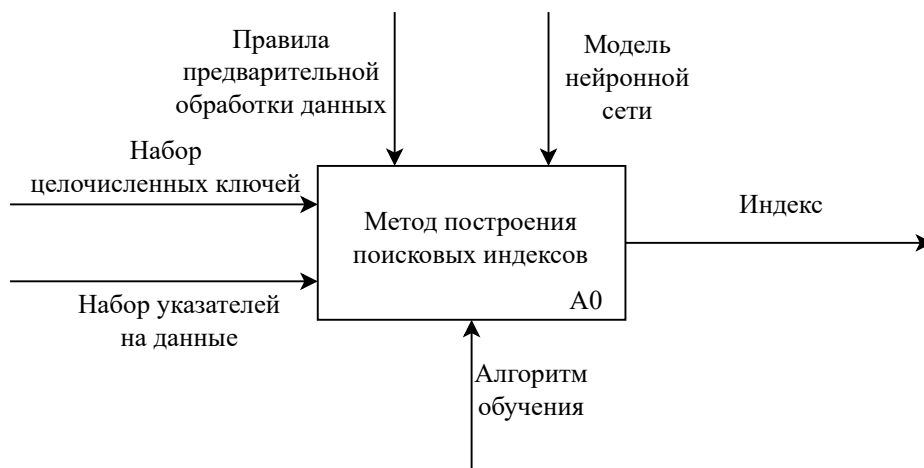 Правила
предварительной
обработки данных
Модель
нейронной
сети
Набор
целочисленных ключей
Метод построения
поисковых индексов
A0
Индекс
Набор указателей
на данные
Алгоритм
обучения